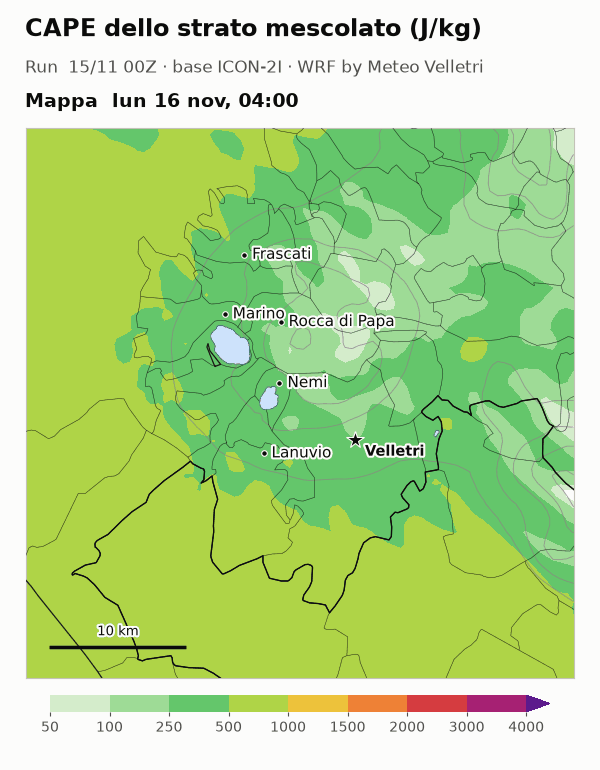 CAPE dello strato mescolato (J/kg)
Run  15/11 00Z · base ICON-2I · WRF by Meteo Velletri
Mappa  lun 16 nov, 04:00
Frascati
Marino
Rocca di Papa
Nemi
Velletri
Lanuvio
10 km
50 100 250 500 1000 1500 2000 3000 4000